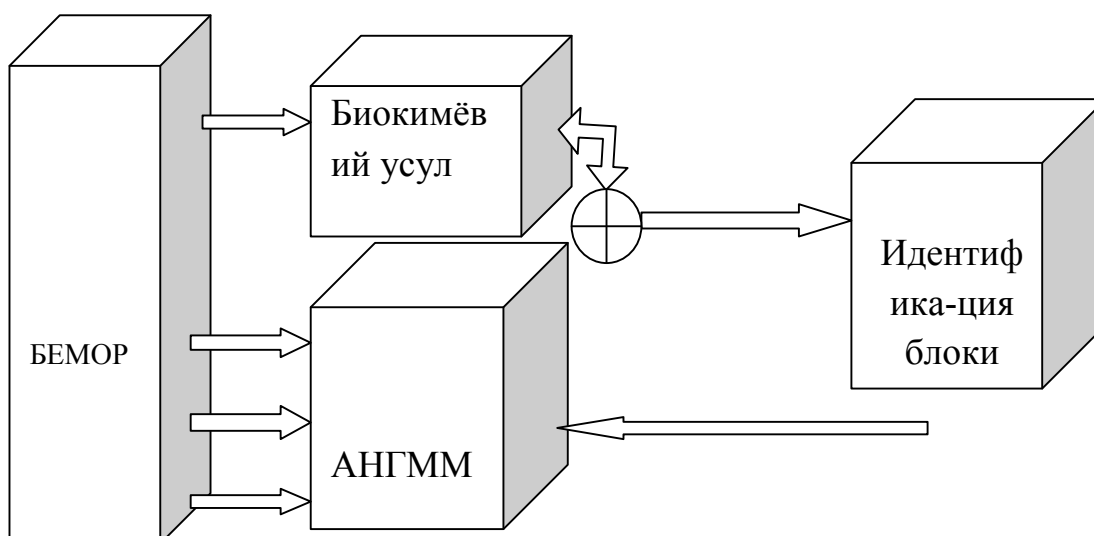 Биокимёв
ий усул
Идентиф
ика-ция
блоки
БЕМОР
АНГММ